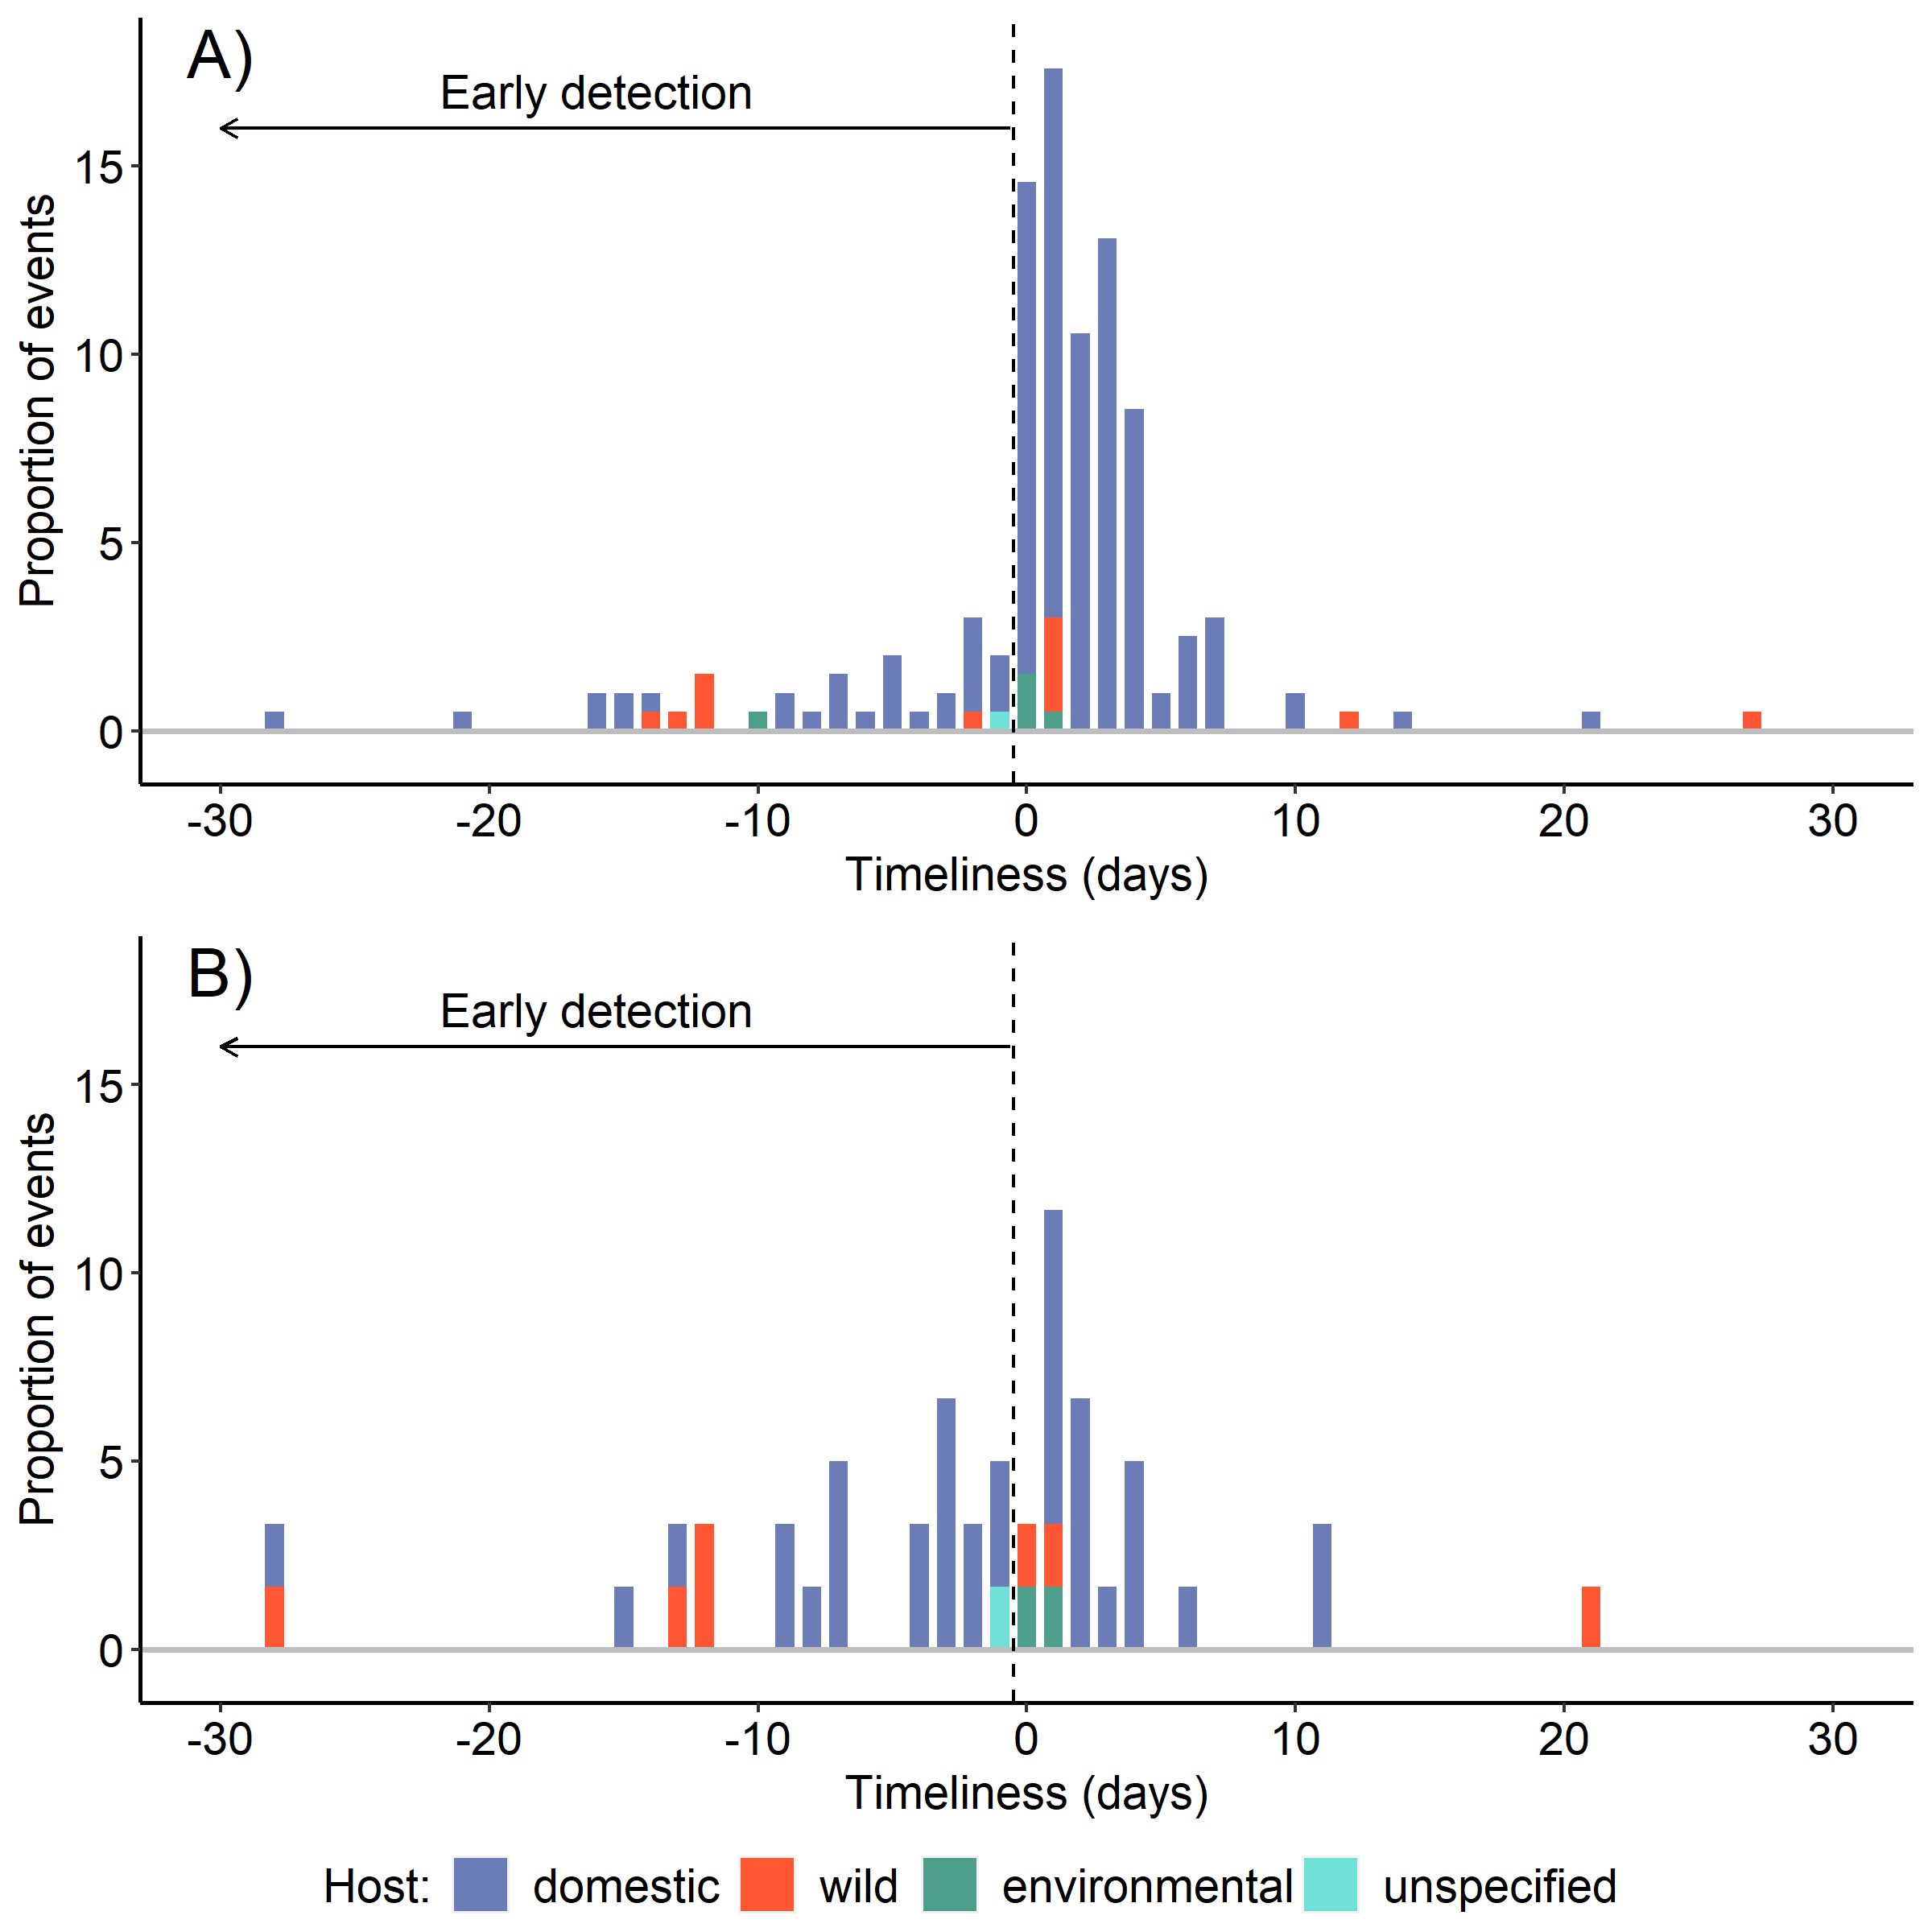 A)
Early detection
Proportion of events
15
10
5
0
-30 -20 -10 0 10 20 30
Timeliness (days)
B)
Early detection
Proportion of events
15
10
5
0
-30 -20 -10 0 10 20 30
Timeliness (days)
Host: domestic wild environmental unspecified